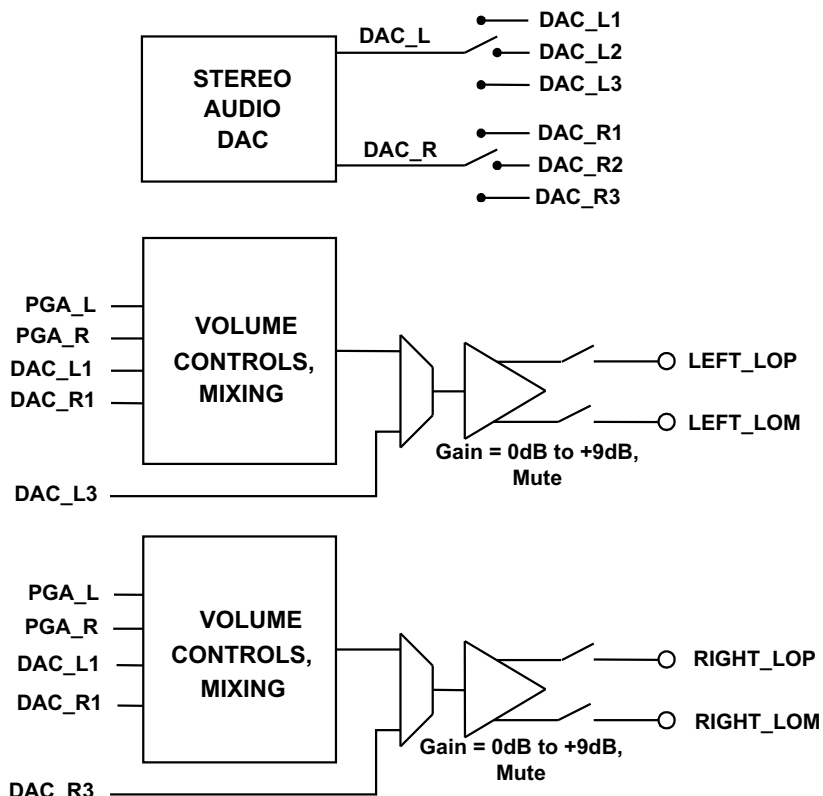 STEREO
AUDIO
DAC
DAC_L
DAC_R
DAC_L1
DAC_L2
DAC_L3
DAC_R1
DAC_R2
DAC_R3
PGA_L
PGA_R
DAC_L1
DAC_R1
DAC_L3
VOLUME
CONTROLS,
MIXING
Gain = 0dB to +9dB,
Mute
LEFT_LOP
LEFT_LOM
PGA_L
PGA_R
DAC_L1
DAC_R1
DAC_R3
VOLUME
CONTROLS,
MIXING
Gain = 0dB to +9dB,
Mute
RIGHT_LOP
RIGHT_LOM